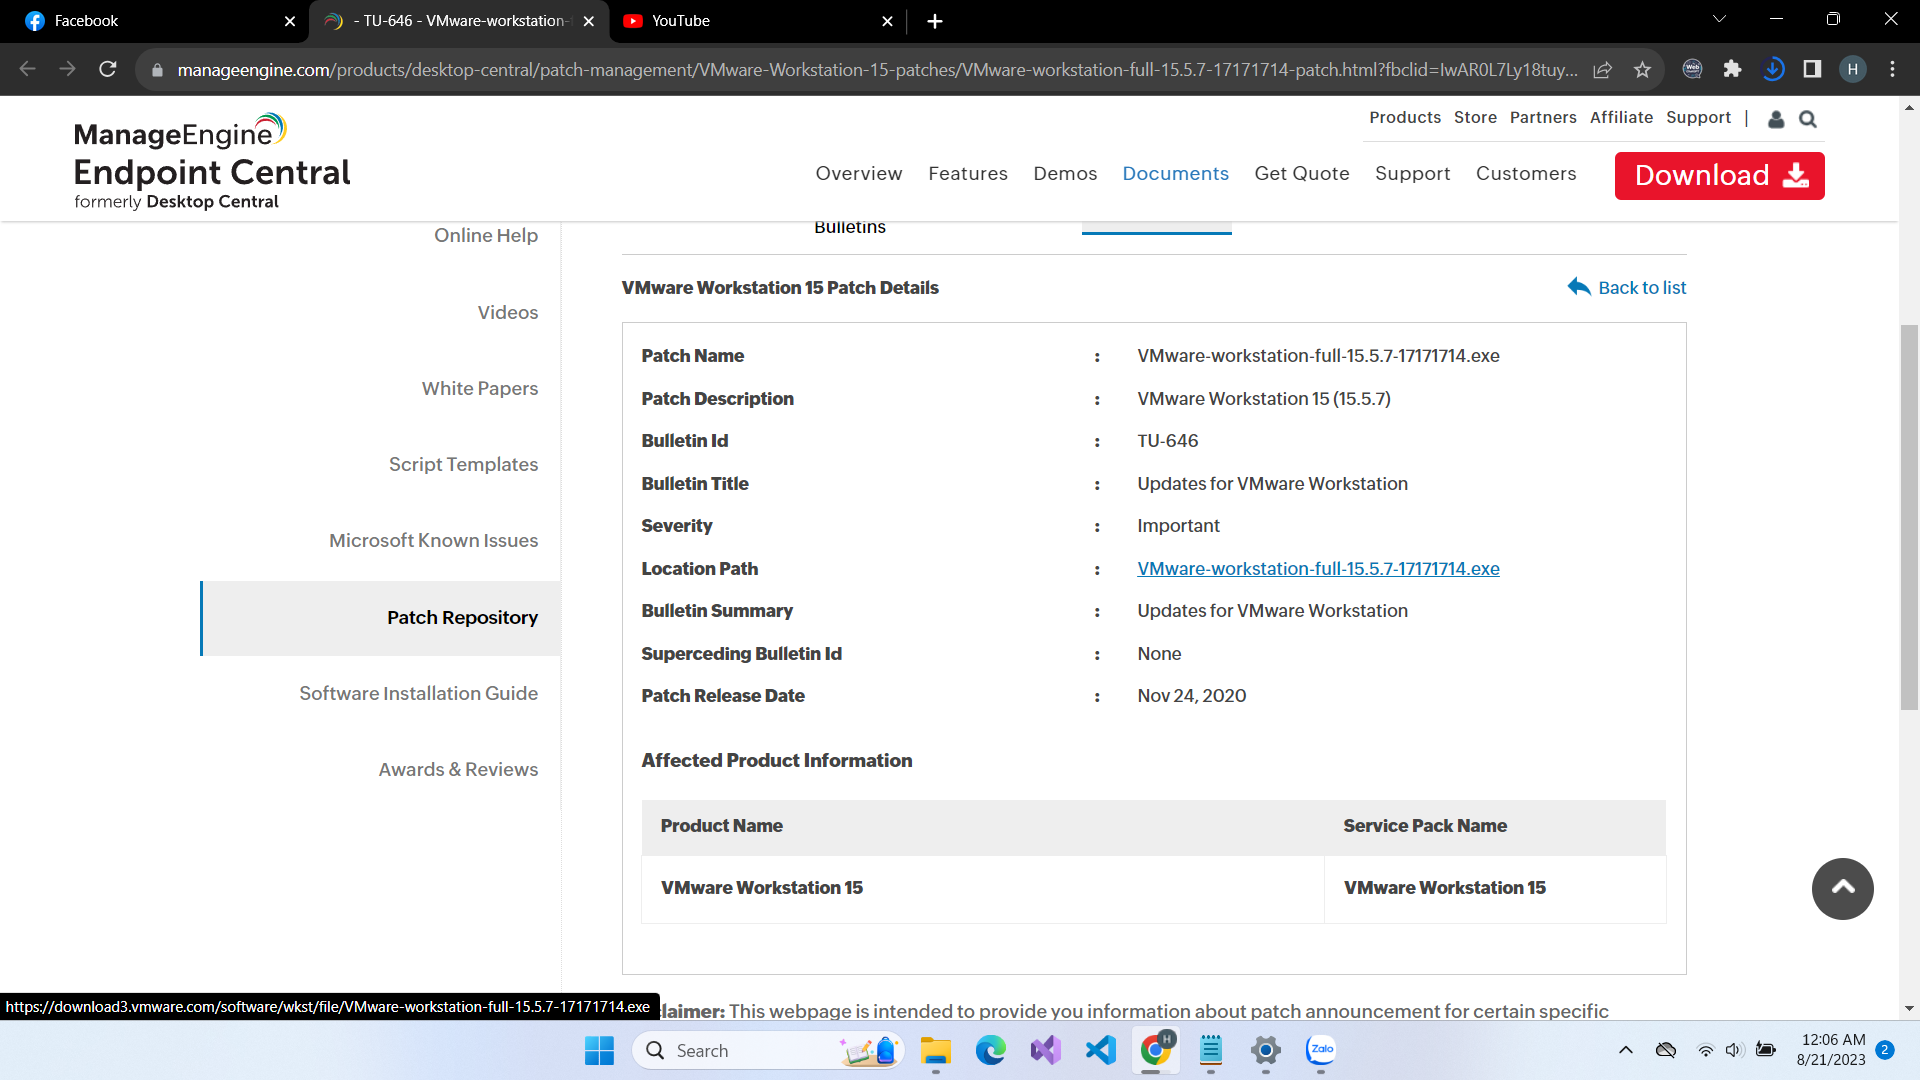 Facebook
- TU-646 - VMware-workstation-
YouTube
manageengine.com/products/desktop-central/patch-management/VMware-Workstation-15-patches/VMware-workstation-full-15.5.7-17171714-patch.html?fbclid=IwAR0L7Ly18tuy...
H
ManageEngine
Endpoint Central
formerly Desktop Central
Products Store Partners Affiliate Support |
Overview Features Demos Documents Get Quote Support Customers
Download
Online Help
Videos
White Papers
Script Templates
Microsoft Known Issues
Patch Repository
Software Installation Guide
Awards & Reviews
Bulletins
VMware Workstation 15 Patch Details
Back to list
Patch Name : VMware-workstation-full-15.5.7-17171714.exe
Patch Description : VMware Workstation 15 (15.5.7)
Bulletin Id : TU-646
Bulletin Title : Updates for VMware Workstation
Severity : Important
Location Path : VMware-workstation-full-15.5.7-17171714.exe
Bulletin Summary : Updates for VMware Workstation
Superceding Bulletin Id : None
Patch Release Date : Nov 24, 2020
Affected Product Information
Product Name Service Pack Name
VMware Workstation 15 VMware Workstation 15
https://download3.vmware.com/software/wkst/file/VMware-workstation-full-15.5.7-17171714.exe
claimer: This webpage is intended to provide you information about patch announcement for certain specific
Search
H
Zalo
12:06 AM
8/21/2023
2